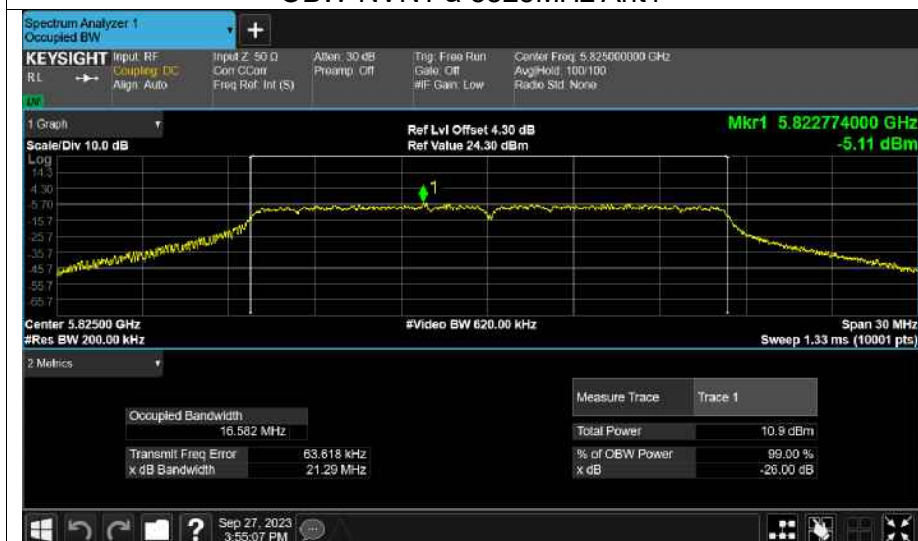 Spectrum Analyzer 1
Occupied BW
+
KEYSIGHT Input: RF Input Z: 50 Ω Atten: 30 dB Trig: Free Run Center Freq: 5.825000000 GHz
RL Coupling: DC Corr CCorr Preamp: Off Gate: Off Avg|Hold: 100/100
Align: Auto Freq Ref: Int (S) #IF Gain: Low Radio Std: None
1 Graph
Ref Lvl Offset 4.30 dB
Mkr1 5.822774000 GHz
Scale/Div 10.0 dB
Ref Value 24.30 dBm
-5.11 dBm
Log
14.3
4.30
-5.70
-15.7
-25.7
-35.7
-45.7
-55.7
-65.7
1
Center 5.82500 GHz #Video BW 620.00 kHz Span 30 MHz
#Res BW 200.00 kHz Sweep 1.33 ms (10001 pts)
2 Metrics
Measure Trace Trace 1
Occupied Bandwidth
16.582 MHz
Total Power 10.9 dBm
Transmit Freq Error 63.618 kHz
% of OBW Power 99.00 %
x dB Bandwidth 21.29 MHz
x dB -26.00 dB
?
Sep 27, 2023
3:55:07 PM